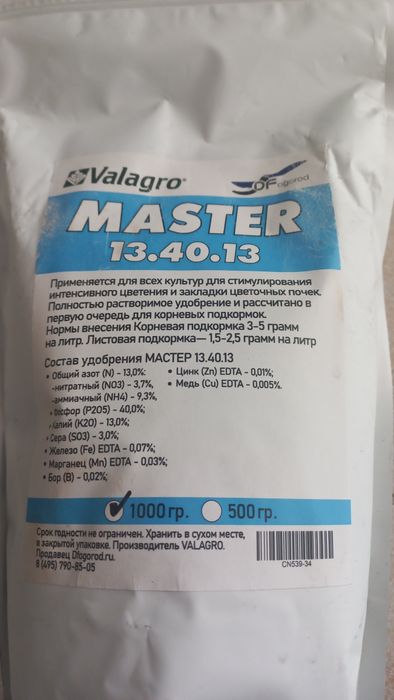 Valagro®
DFogorod
MASTER
13.40.13
Применяется для всех культур для стимулирования
интенсивного цветения и закладки цветочных почек.
Полностью растворимое удобрение и рассчитано в
первую очередь для корневых подкормок.
Нормы внесения Корневая подкормка 3-5 грамм
на литр. Листовая подкормка— 1,5-2,5 грамм на литр
Состав удобрения МАСТЕР 13.40.13
• Общий азот (N) - 13,0%:
-нитратный (NO3) - 3,7%,
-аммиачный (NH4) - 9,3%,
•Фосфор (P2O5) - 40,0%;
•Калий (K2O) - 13,0%;
• Сера (SO3) - 3,0%;
• Железо (Fe) EDTA - 0,07%;
• Марганец (Mn) EDTA - 0,03%;
• Бор (B) - 0,02%;
• Цинк (Zn) EDTA - 0,01%;
• Медь (Cu) EDTA - 0,005%.
1000 гр. 500 гр.
Срок годности не ограничен. Хранить в сухом месте,
в закрытой упаковке. Производитель VALAGRO.
Продавец Dfogorod.ru.
8 (495) 790-85-05
CN539-34